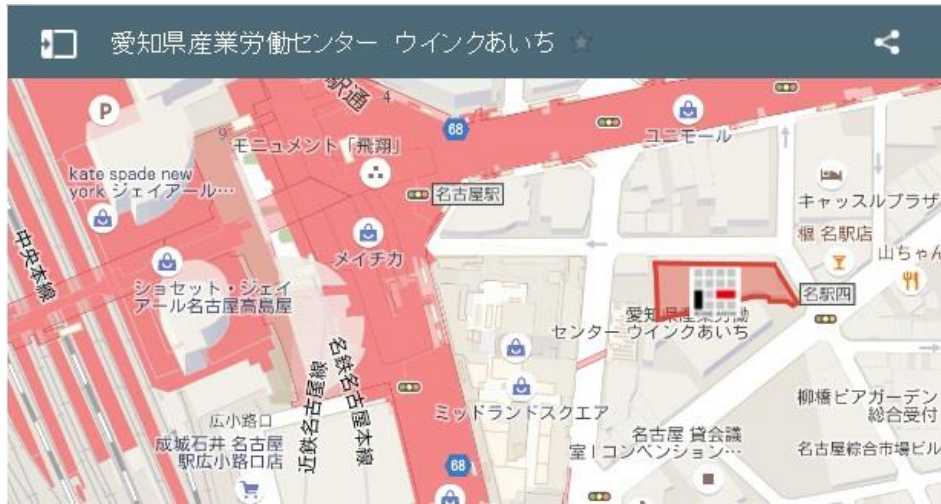 愛知県産業労働センター ウインクあいち
駅通
4
P
9
68
ユニモール
モニュメント「飛翔」
kate spade new
york ジェイアール…
名古屋駅
キャッスルプラザ
メイチカ
名駅店
山ちゃん
中央本線
ショセット・ジェイ
アール名古屋高島屋
名駅四
愛知県産業労働
センター ウインクあいち
名鉄名古屋本線
近鉄名古屋線
ミッドランドスクエア
柳橋ビアガーデン
総合受付
広小路口
成城石井 名古屋
駅広小路口店
名古屋 貸会議
室|コンベンション…
名古屋綜合市場ビル
68